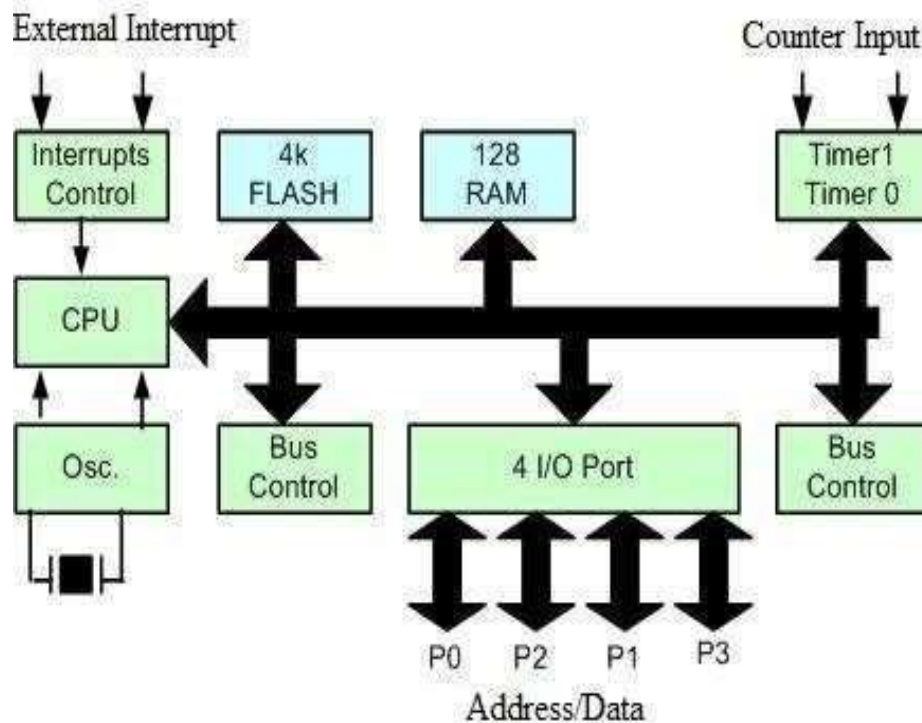 External Interrupt
Counter Input
Interrupts
Control
4k
FLASH
128
RAM
Timer1
Timer 0
CPU
Osc.
Bus
Control
4 I/O Port
Bus
Control
P0
P2
P1
P3
Address/Data